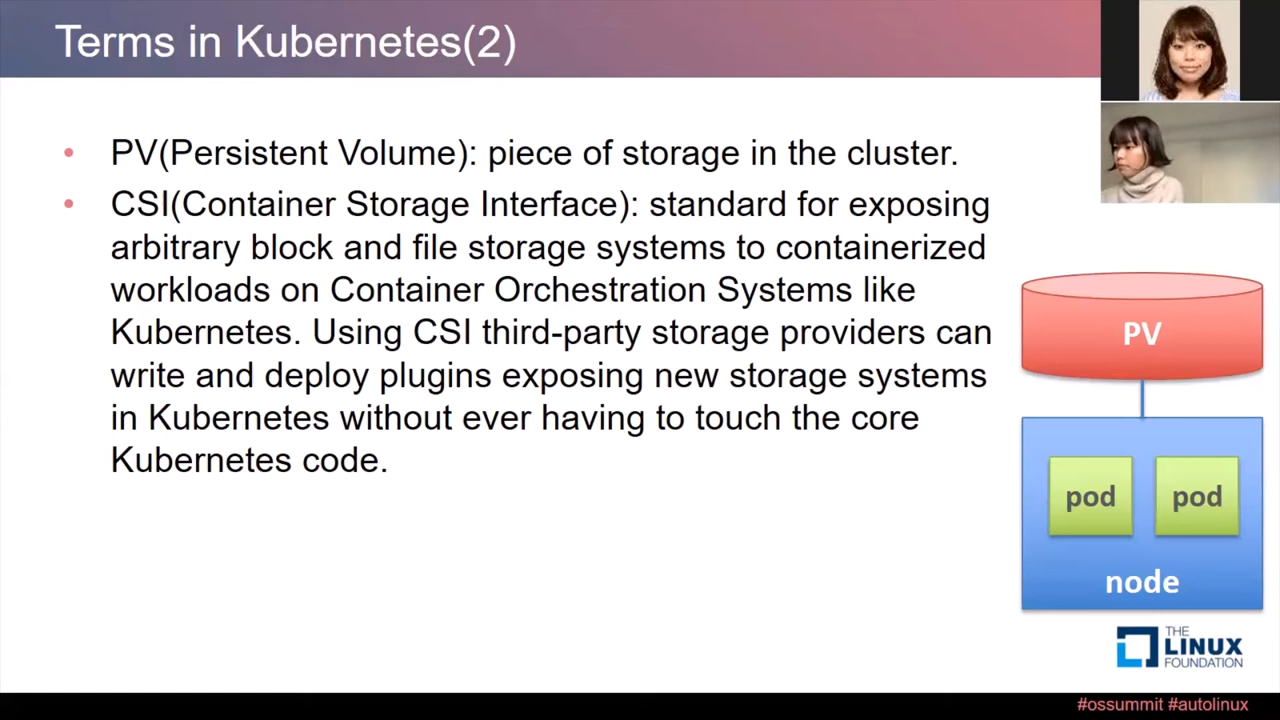 Terms in Kubernetes(2)
• PV(Persistent Volume): piece of storage in the cluster.
• CSI(Container Storage Interface): standard for exposing
arbitrary block and file storage systems to containerized
workloads on Container Orchestration Systems like
Kubernetes. Using CSI third-party storage providers can
write and deploy plugins exposing new storage systems
in Kubernetes without ever having to touch the core
Kubernetes code.
PV
pod pod
node
THE
LINUX
FOUNDATION
#ossummit #autolinux